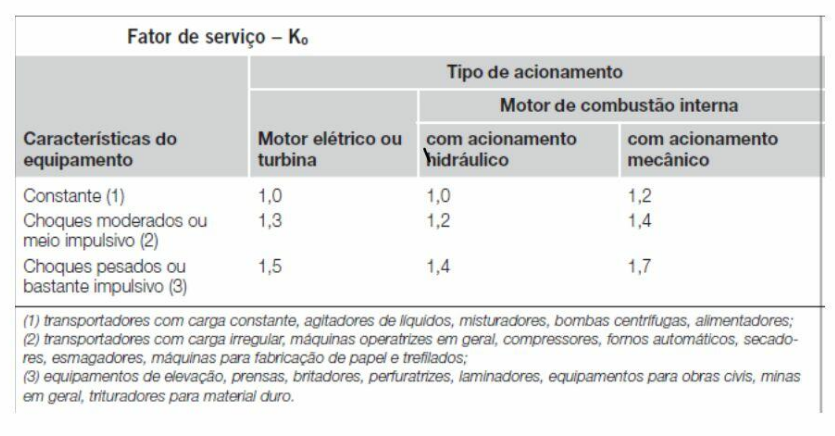 Fator de serviço – K₀
Tipo de acionamento
Motor de combustão interna
Características do equipamento
Motor elétrico ou turbina
com acionamento hidráulico
com acionamento mecânico
Constante (1) 1,0 1,0 1,2
Choques moderados ou 1,3 1,2 1,4
meio impulsivo (2)
Choques pesados ou 1,5 1,4 1,7
bastante impulsivo (3)
(1) transportadores com carga constante, agitadores de líquidos, misturadores, bombas centrífugas, alimentadores;
(2) transportadores com carga irregular, máquinas operatrizes em geral, compressores, fornos automáticos, secado-
res, esmagadores, máquinas para fabricação de papel e trefilados;
(3) equipamentos de elevação, prensas, britadores, perfuratrizes, laminadores, equipamentos para obras civis, minas
em geral, trituradores para material duro.